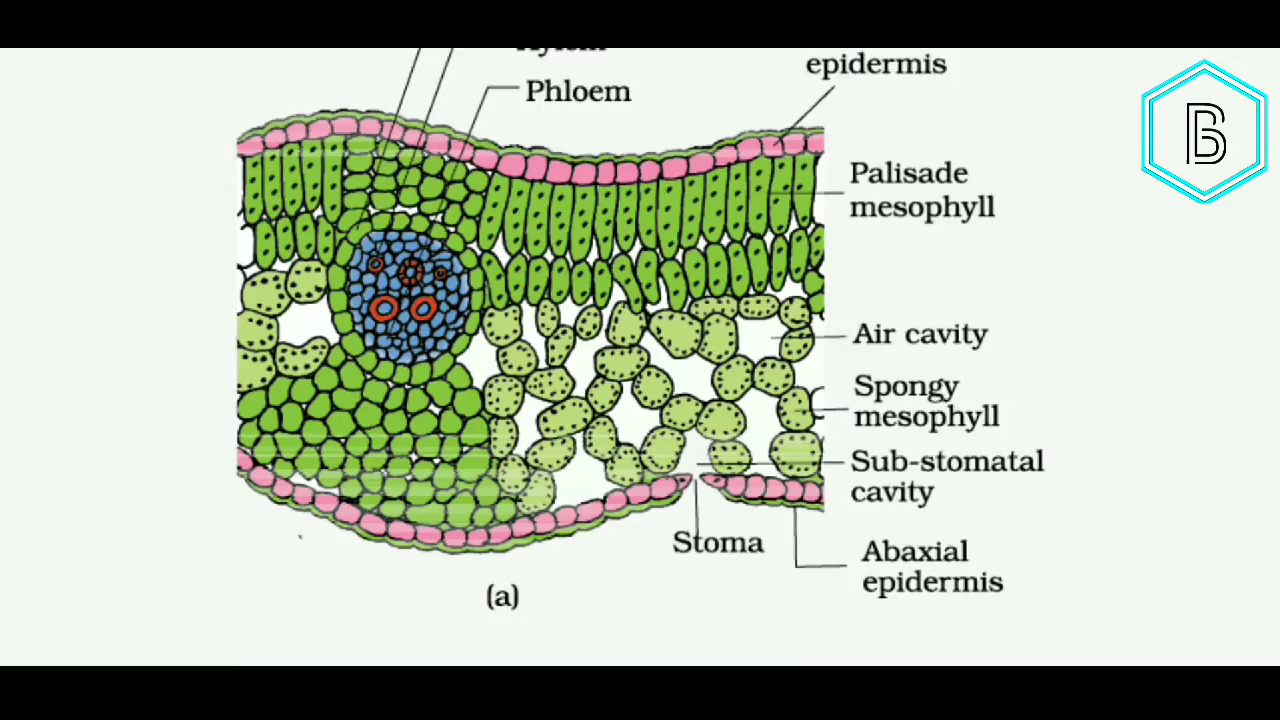 Phloem
epidermis
Palisade
mesophyll
Air cavity
Spongy
mesophyll
Sub-stomatal
cavity
Stoma
Abaxial
epidermis
(a)
B